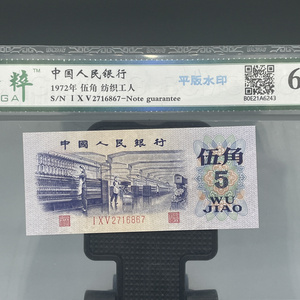 粹
TM
GA
中国人民银行
1972年 伍角 纺织工人
S/N I X V2716867-Note guarantee
平版水印
B0E21A6243
6
中国人民银行
伍角
5
WU
JIAO
I X V 2716867